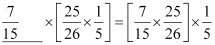 7/15 × [25/26 × 1/5] = [7/15 × 25/26] × 1/5